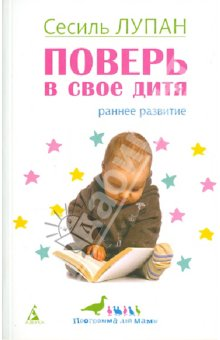 Сесиль ЛУПАН
ПОВЕРЬ
в свое дитя
раннее развитие
Программа для мамы